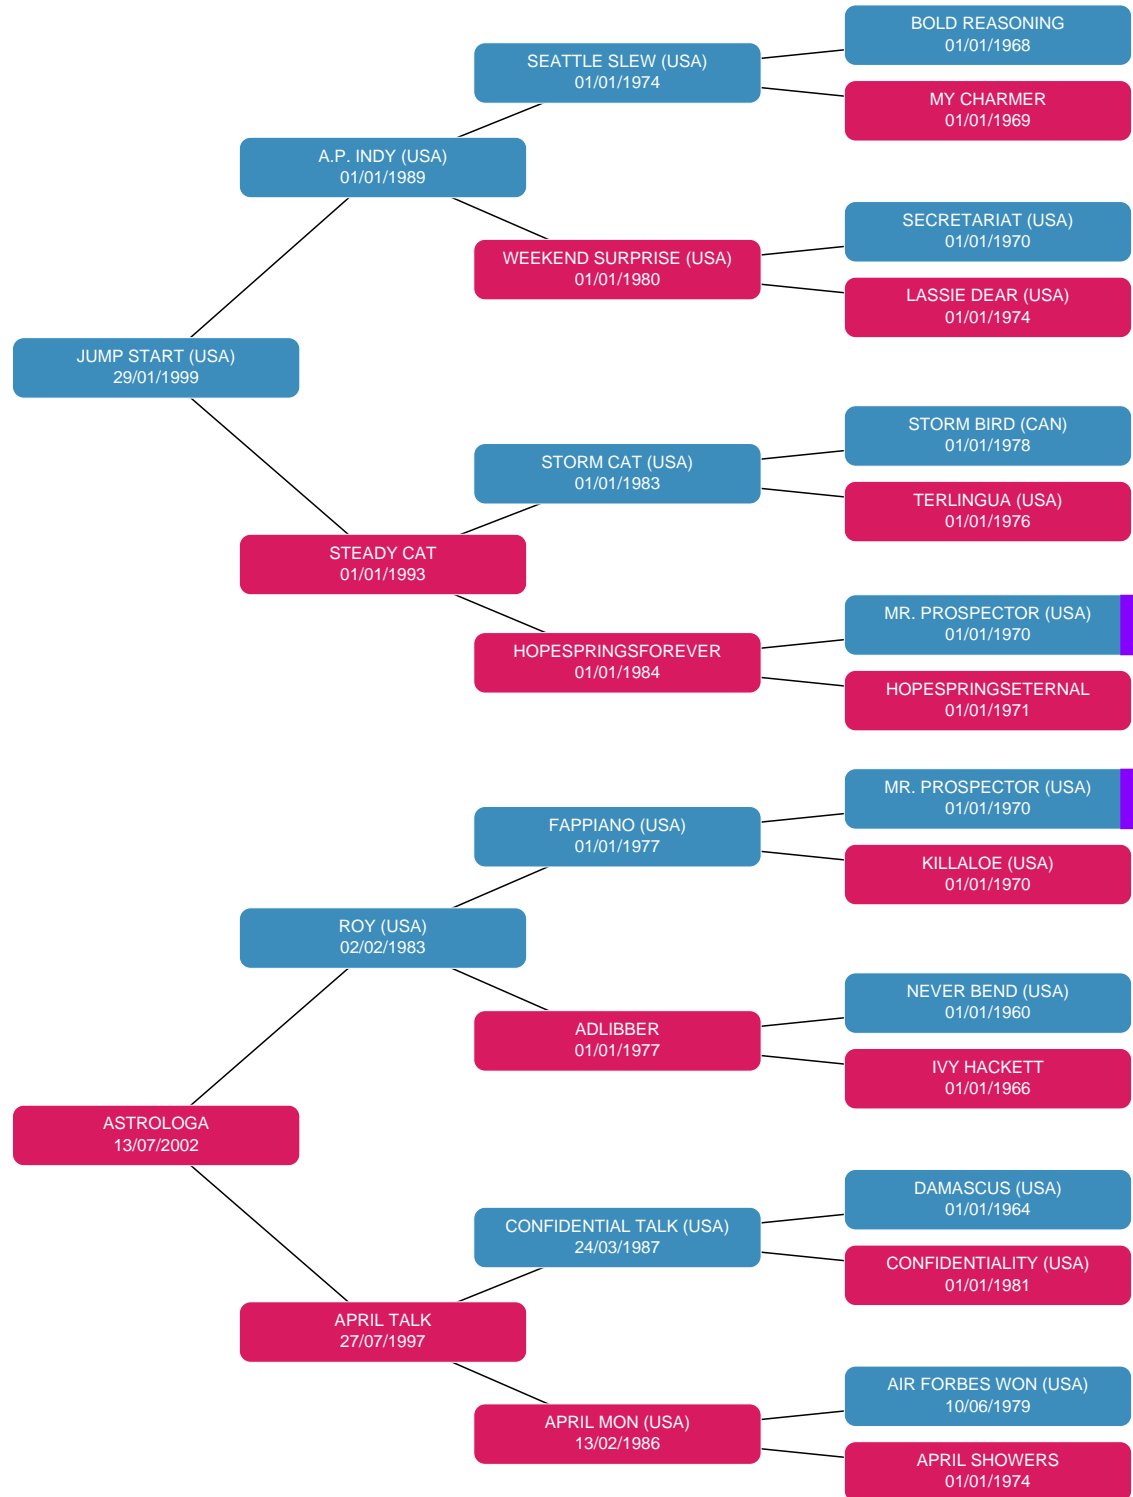 BOLD REASONING
01/01/1968
SEATTLE SLEW (USA)
01/01/1974
MY CHARMER
01/01/1969
A.P. INDY (USA)
01/01/1989
SECRETARIAT (USA)
01/01/1970
WEEKEND SURPRISE (USA)
01/01/1980
LASSIE DEAR (USA)
01/01/1974
JUMP START (USA)
29/01/1999
STORM BIRD (CAN)
01/01/1978
STORM CAT (USA)
01/01/1983
TERLINGUA (USA)
01/01/1976
STEADY CAT
01/01/1993
MR. PROSPECTOR (USA)
01/01/1970
HOPESPRINGSFOREVER
01/01/1984
HOPESPRINGSETERNAL
01/01/1971
MR. PROSPECTOR (USA)
01/01/1970
FAPPIANO (USA)
01/01/1977
KILLALOE (USA)
01/01/1970
ROY (USA)
02/02/1983
NEVER BEND (USA)
01/01/1960
ADLIBBER
01/01/1977
IVY HACKETT
01/01/1966
ASTROLOGA
13/07/2002
DAMASCUS (USA)
01/01/1964
CONFIDENTIAL TALK (USA)
24/03/1987
CONFIDENTIALITY (USA)
01/01/1981
APRIL TALK
27/07/1997
AIR FORBES WON (USA)
10/06/1979
APRIL MON (USA)
13/02/1986
APRIL SHOWERS
01/01/1974